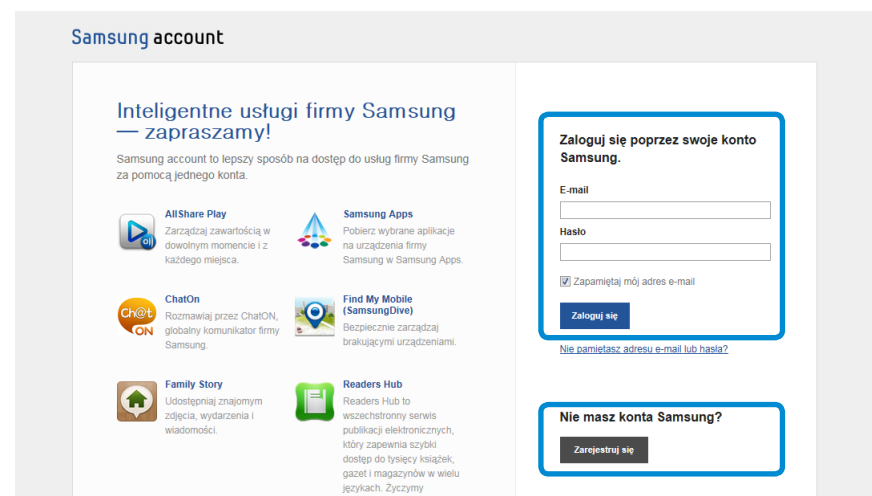 Samsung account
Inteligentne usługi firmy Samsung
— zapraszamy!
Samsung account to lepszy sposób na dostęp do usług firmy Samsung
za pomocą jednego konta.
AllShare Play
Zarządzaj zawartością w
dowolnym momencie i z
każdego miejsca.
Samsung Apps
Pobierz wybrane aplikacje
na urządzenia firmy
Samsung w Samsung Apps.
Ch@t
ON
ChatOn
Rozmawiaj przez ChatON,
globalny komunikator firmy
Samsung.
Find My Mobile
(SamsungDive)
Bezpiecznie zarządzaj
brakującymi urządzeniami.
Family Story
Udostępniaj znajomym
zdjęcia, wydarzenia i
wiadomości.
Readers Hub
Readers Hub to
wszechstronny serwis
publikacji elektronicznych,
który zapewnia szybki
dostęp do tysięcy książek,
gazet i magazynów w wielu
językach. Życzymy
Zaloguj się poprzez swoje konto
Samsung.
E-mail
Hasło
Zapamiętaj mój adres e-mail
Zaloguj się
Nie pamiętasz adresu e-mail lub hasła?
Nie masz konta Samsung?
Zarejestruj się